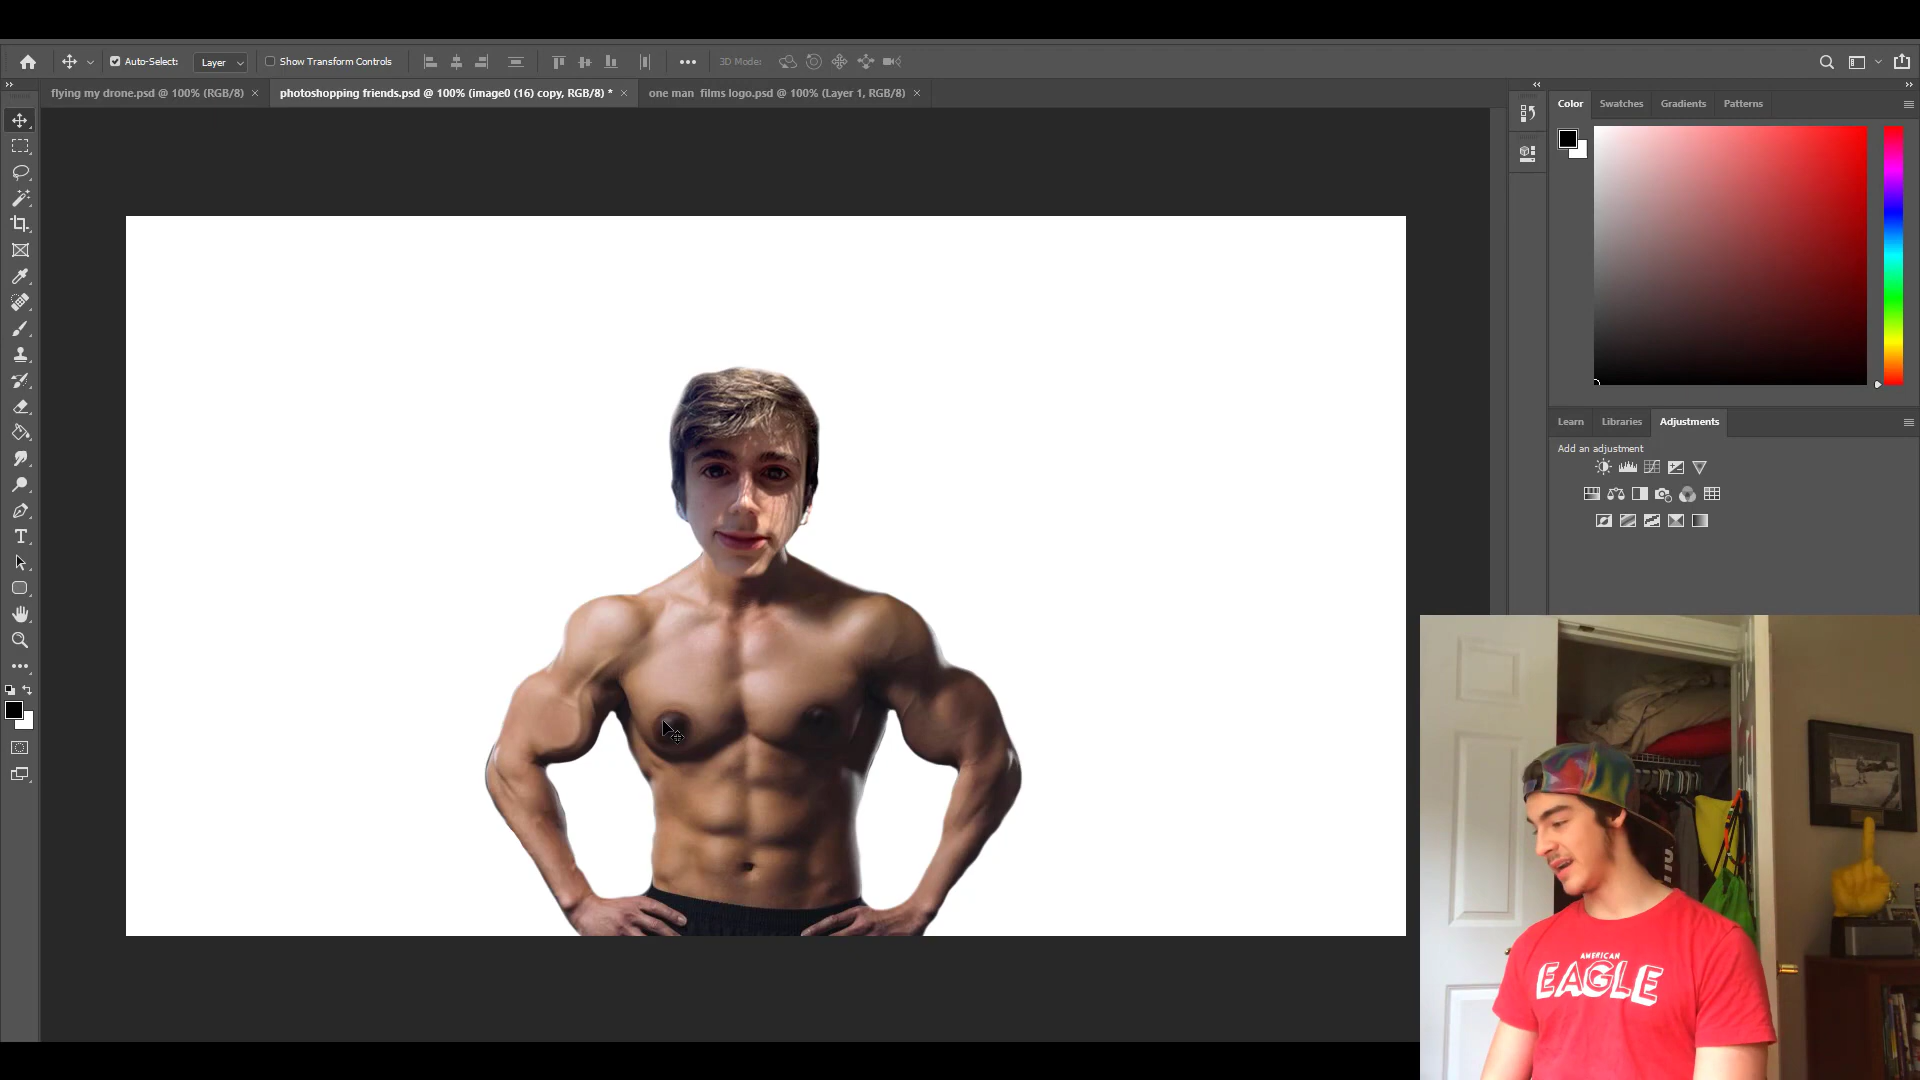 Auto-Select:
Layer
Show Transform Controls
3D Mode:
flying my drone.psd @ 100% (RGB/8)
photoshopping friends.psd @ 100% (image0 (16) copy, RGB/8) *
one man films logo.psd @ 100% (Layer 1, RGB/8)
Color
Swatches
Gradients
Patterns
Learn
Libraries
Adjustments
Add an adjustment
AMERICAN
EAGLE